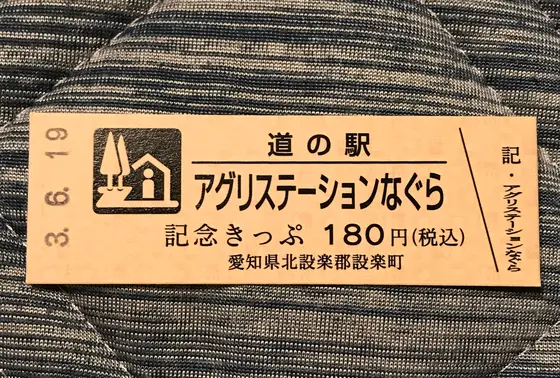 3. 6. 19
道の駅
アグリステーションなぐら
記念きっぷ 180円(税込)
愛知県北設楽郡設楽町
記・アグリステーションなぐら